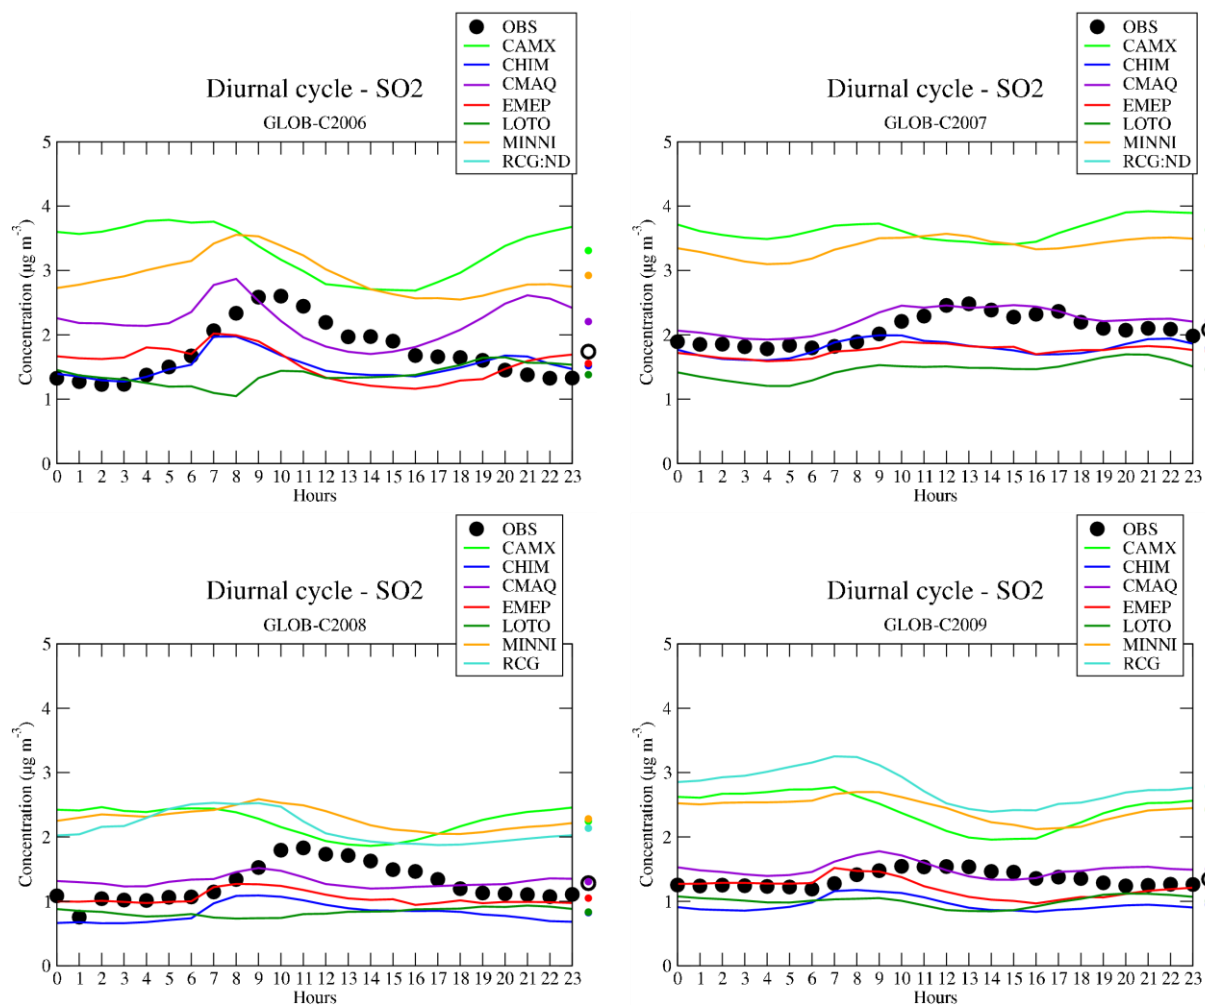 OBS
CAMX
CHIM
CMAQ
EMEP
LOTO
MINNI
RCG:ND
Diurnal cycle - SO2
GLOB-C2006
Concentration (µg m-3)
5
4
3
2
1
0
0 1 2 3 4 5 6 7 8 9 10 11 12 13 14 15 16 17 18 19 20 21 22 23
Hours
OBS
CAMX
CHIM
CMAQ
EMEP
LOTO
MINNI
RCG:ND
Diurnal cycle - SO2
GLOB-C2007
Concentration (µg m-3)
5
4
3
2
1
0
0 1 2 3 4 5 6 7 8 9 10 11 12 13 14 15 16 17 18 19 20 21 22 23
Hours
OBS
CAMX
CHIM
CMAQ
EMEP
LOTO
MINNI
RCG
Diurnal cycle - SO2
GLOB-C2008
Concentration (µg m-3)
5
4
3
2
1
0
0 1 2 3 4 5 6 7 8 9 10 11 12 13 14 15 16 17 18 19 20 21 22 23
Hours
OBS
CAMX
CHIM
CMAQ
EMEP
LOTO
MINNI
RCG
Diurnal cycle - SO2
GLOB-C2009
Concentration (µg m-3)
5
4
3
2
1
0
0 1 2 3 4 5 6 7 8 9 10 11 12 13 14 15 16 17 18 19 20 21 22 23
Hours